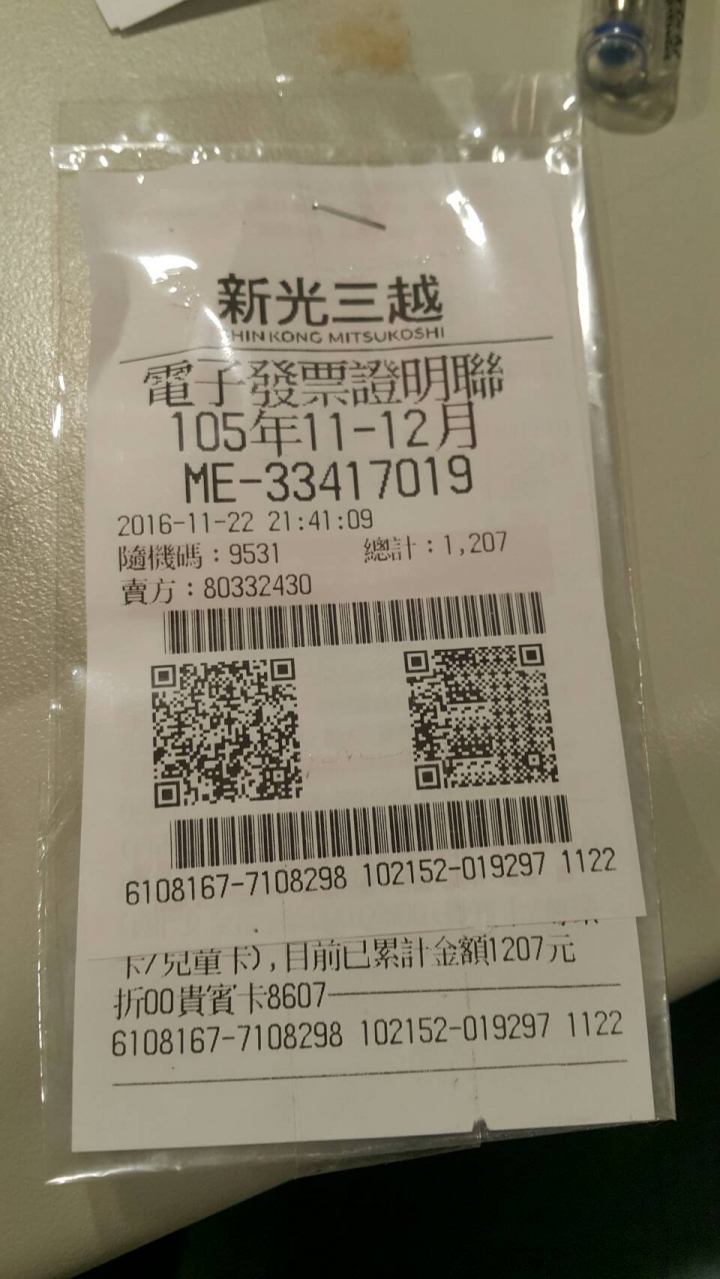 新光三越
SHINKONG MITSUKOSHI
電子發票證明聯
105年11-12月
ME-33417019
2016-11-22 21:41:09
隨機碼：9531 總計：1,207
賣方：80332430
6108167-7108298 102152-019297 1122
卡/兒童卡),目前已累計金額1207元
折00貴賓卡8607
6108167-7108298 102152-019297 1122